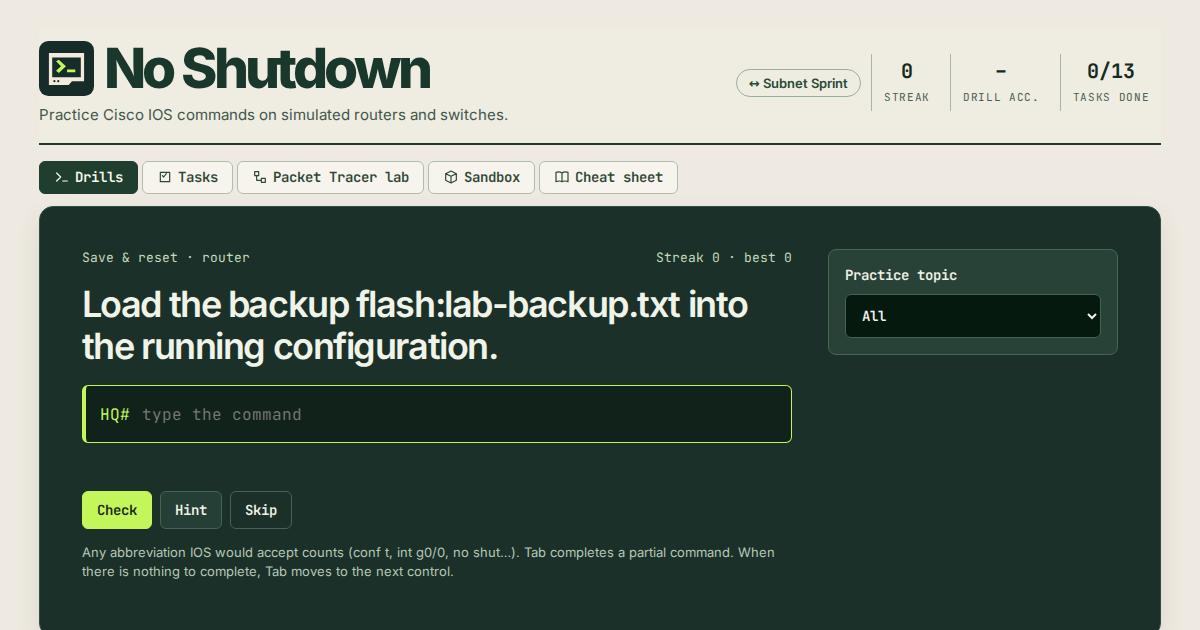 No Shutdown
Practice Cisco IOS commands on simulated routers and switches.
↔ Subnet Sprint
0
STREAK
–
DRILL ACC.
0/13
TASKS DONE
Drills
Tasks
Packet Tracer lab
Sandbox
Cheat sheet
Save & reset · router
Streak 0 · best 0
Load the backup flash:lab-backup.txt into
the running configuration.
HQ# type the command
Check
Hint
Skip
Any abbreviation IOS would accept counts (conf t, int g0/0, no shut…). Tab completes a partial command. When
there is nothing to complete, Tab moves to the next control.
Practice topic
All